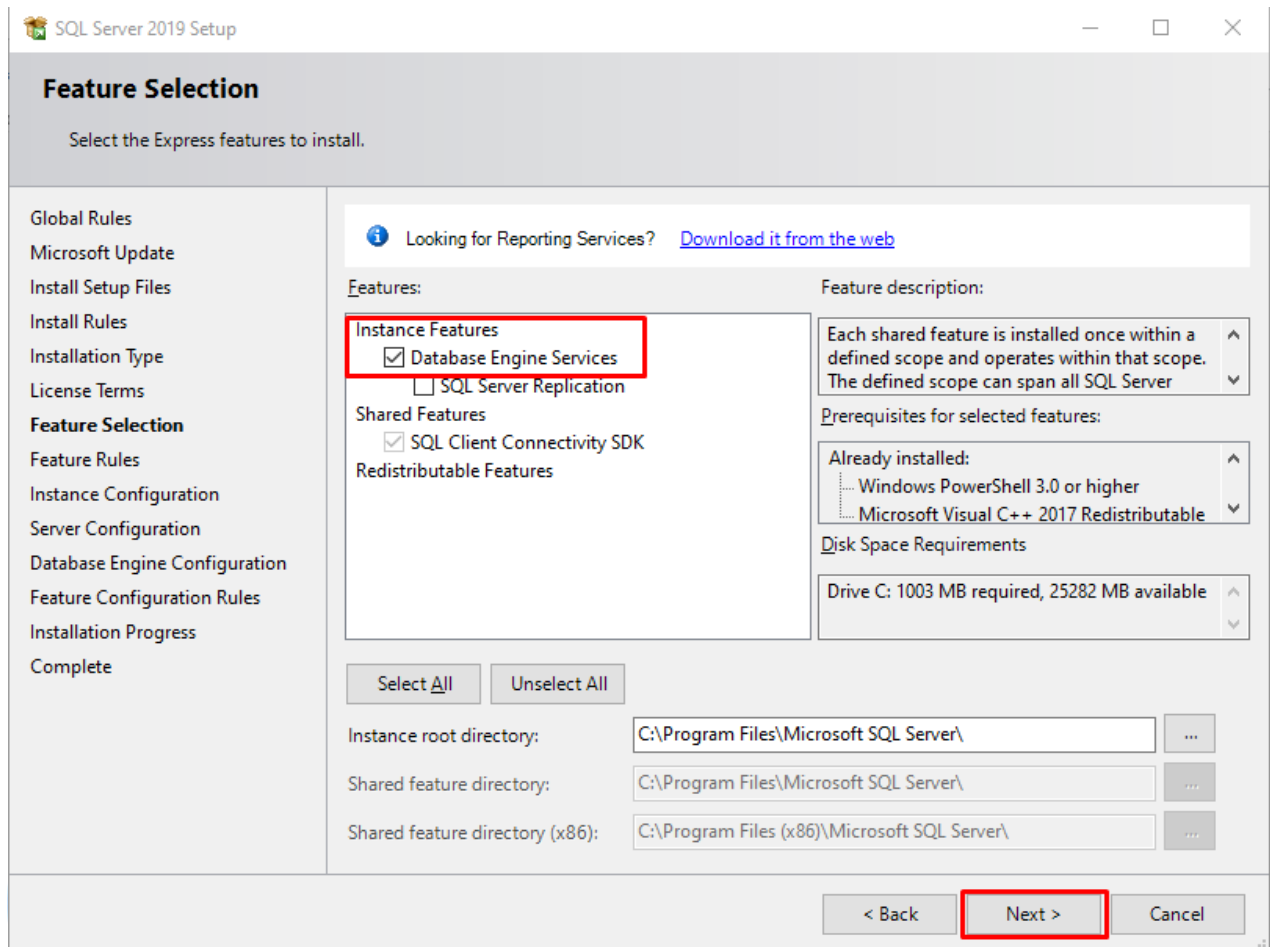 SQL Server 2019 Setup
Feature Selection
Select the Express features to install.
Global Rules
Microsoft Update
Install Setup Files
Install Rules
Installation Type
License Terms
Feature Selection
Feature Rules
Instance Configuration
Server Configuration
Database Engine Configuration
Feature Configuration Rules
Installation Progress
Complete
Looking for Reporting Services? Download it from the web
Features:
Instance Features
Database Engine Services
SQL Server Replication
Shared Features
SQL Client Connectivity SDK
Redistributable Features
Feature description:
Each shared feature is installed once within a
defined scope and operates within that scope.
The defined scope can span all SQL Server
Prerequisites for selected features:
Already installed:
Windows PowerShell 3.0 or higher
Microsoft Visual C++ 2017 Redistributable
Disk Space Requirements
Drive C: 1003 MB required, 25282 MB available
Select All
Unselect All
Instance root directory:
C:\Program Files\Microsoft SQL Server\
...
Shared feature directory:
C:\Program Files\Microsoft SQL Server\
...
Shared feature directory (x86):
C:\Program Files (x86)\Microsoft SQL Server\
...
< Back
Next >
Cancel